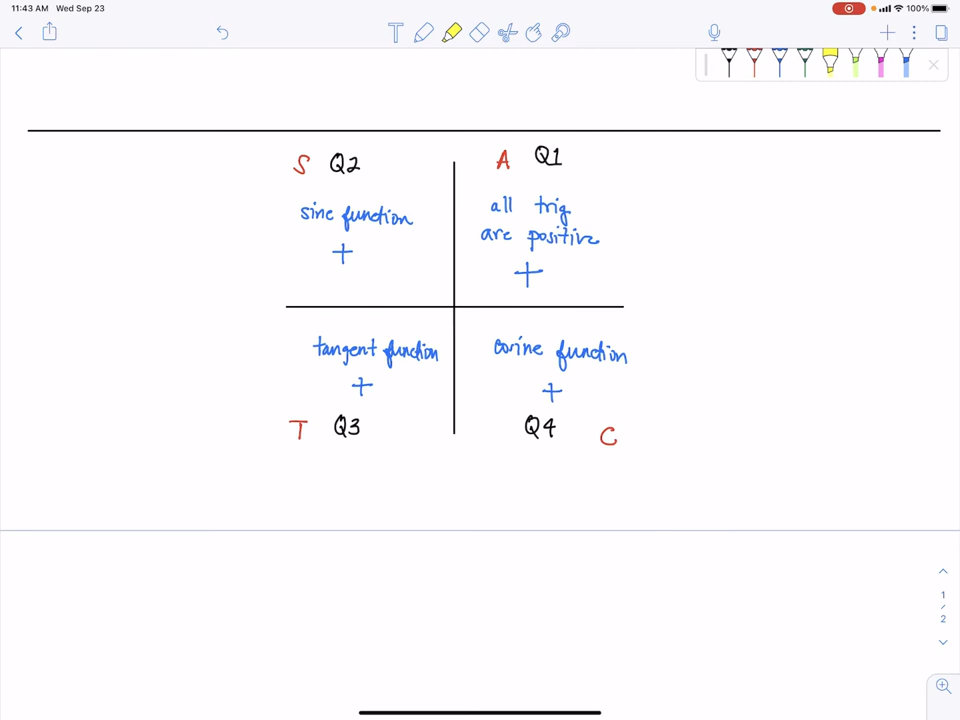 11:43 AM Wed Sep 23
100%
T
S Q2
A Q1
sine function
+
all trig
are positive
+
tangent function
+
cosine function
+
T Q3
Q4 C
1
/
2